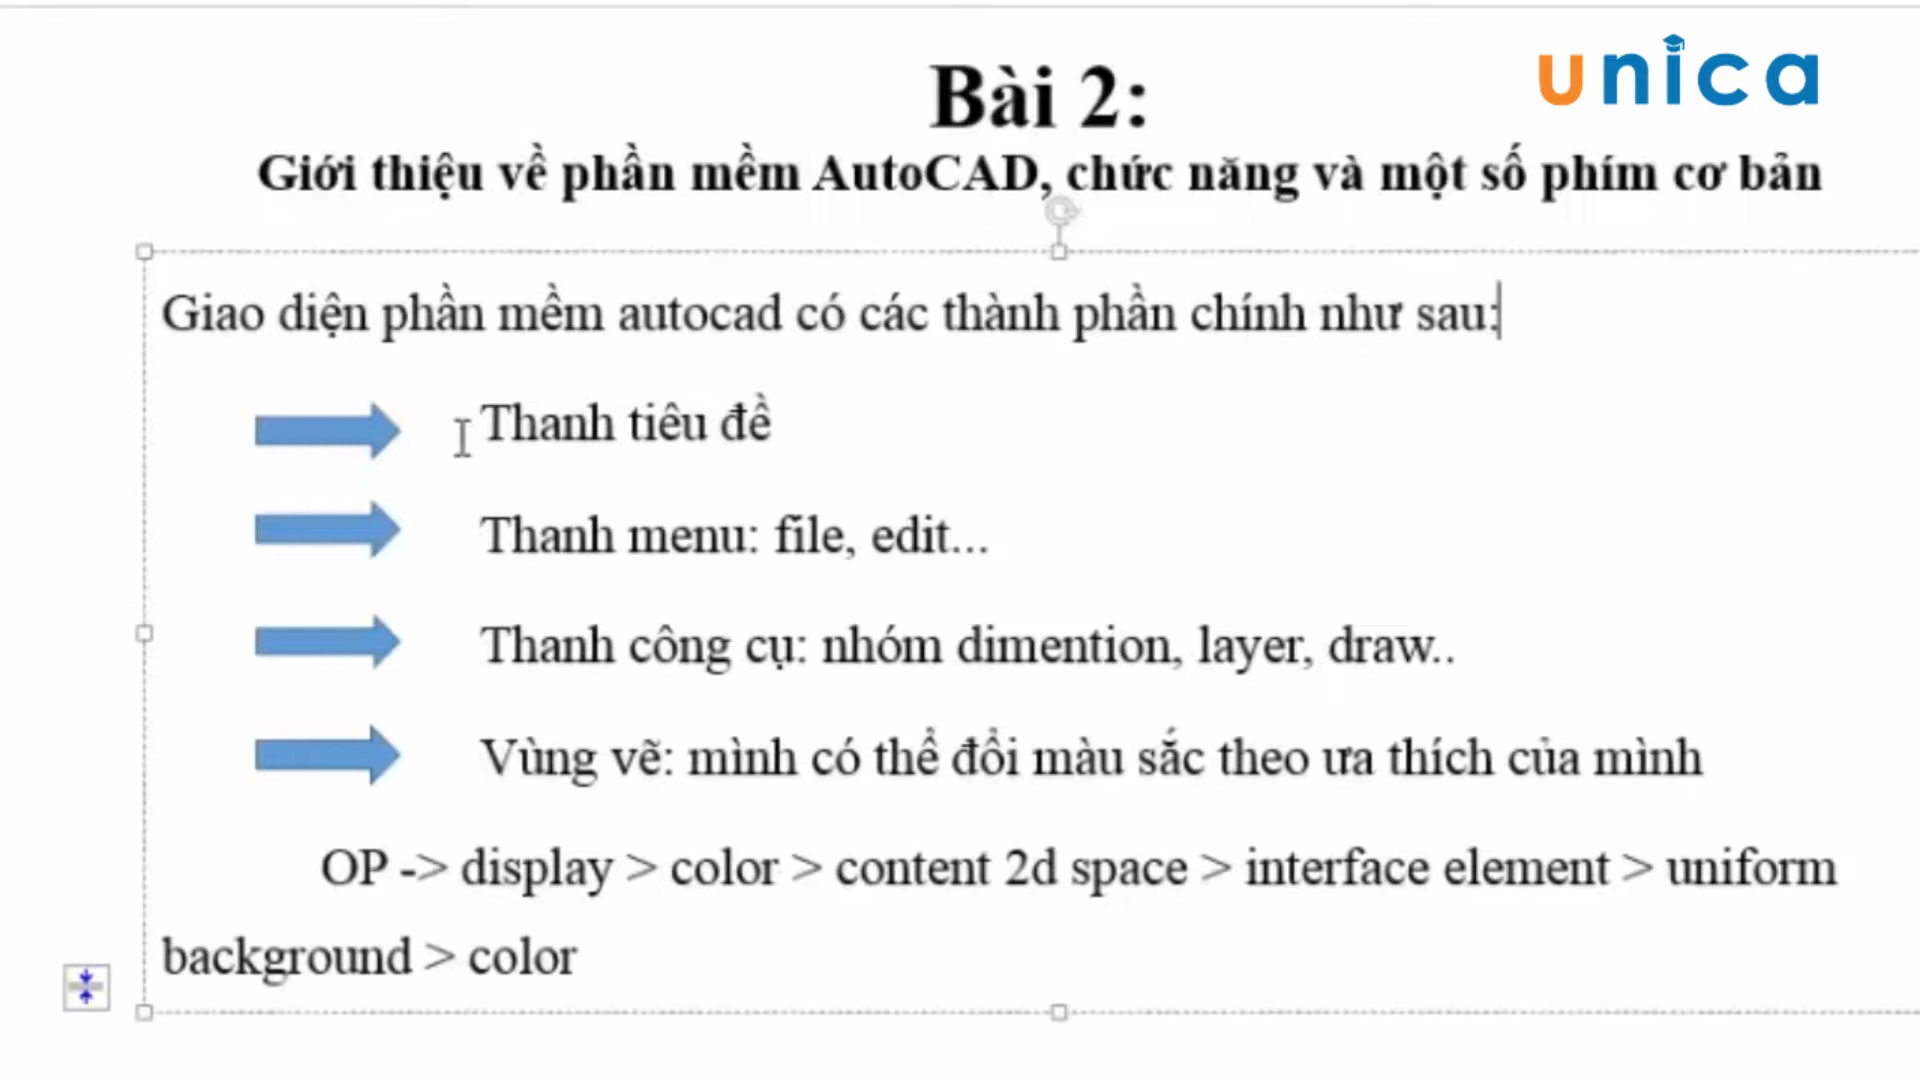 unica
Bài 2:
Giới thiệu về phần mềm AutoCAD, chức năng và một số phím cơ bản
Giao diện phần mềm autocad có các thành phần chính như sau:
Thanh tiêu đề
Thanh menu: file, edit...
Thanh công cụ: nhóm dimention, layer, draw..
Vùng vẽ: mình có thể đổi màu sắc theo ưa thích của mình
OP -> display > color > content 2d space > interface element > uniform
background > color